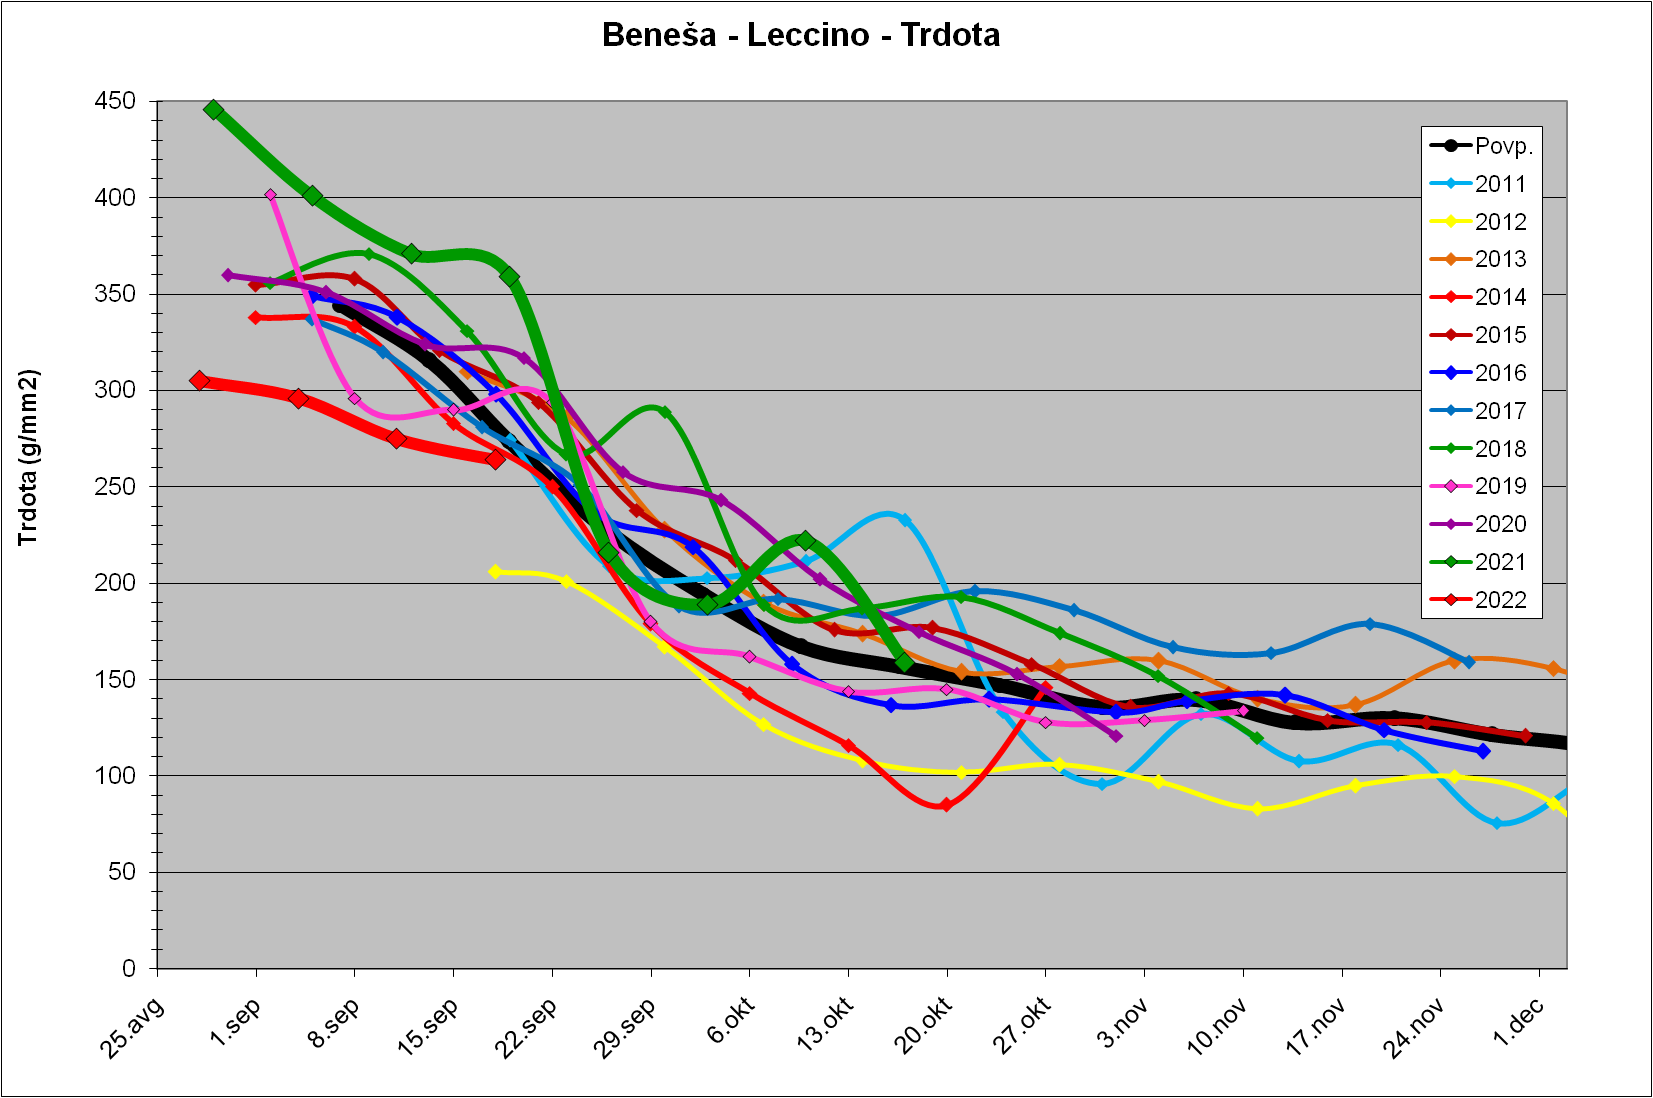 Beneša - Leccino - Trdota
Trdota (g/mm2)
450
400
350
300
250
200
150
100
50
0
25.avg
1.sep
8.sep
15.sep
22.sep
29.sep
6.okt
13.okt
20.okt
27.okt
3.nov
10.nov
17.nov
24.nov
1.dec
Povp.
2011
2012
2013
2014
2015
2016
2017
2018
2019
2020
2021
2022